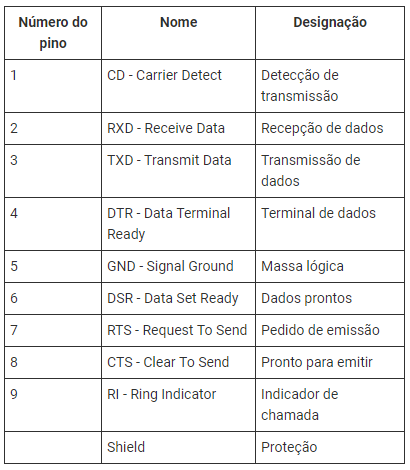 Número do pino Nome Designação
1 CD - Carrier Detect Detecção de transmissão
2 RXD - Receive Data Recepção de dados
3 TXD - Transmit Data Transmissão de dados
4 DTR - Data Terminal Ready Terminal de dados
5 GND - Signal Ground Massa lógica
6 DSR - Data Set Ready Dados prontos
7 RTS - Request To Send Pedido de emissão
8 CTS - Clear To Send Pronto para emitir
9 RI - Ring Indicator Indicador de chamada
Shield Proteção